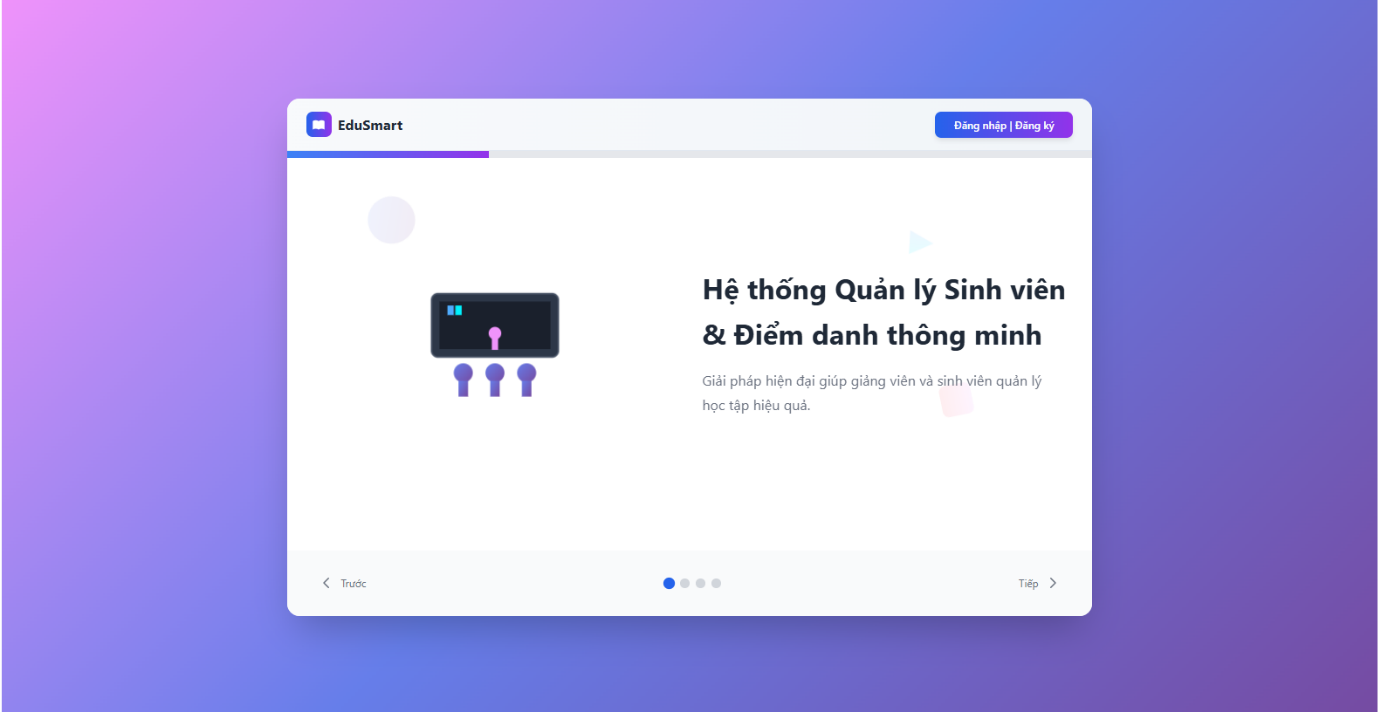 EduSmart
Đăng nhập | Đăng ký
Hệ thống Quản lý Sinh viên
& Điểm danh thông minh
Giải pháp hiện đại giúp giảng viên và sinh viên quản lý
học tập hiệu quả.
Trước
Tiếp